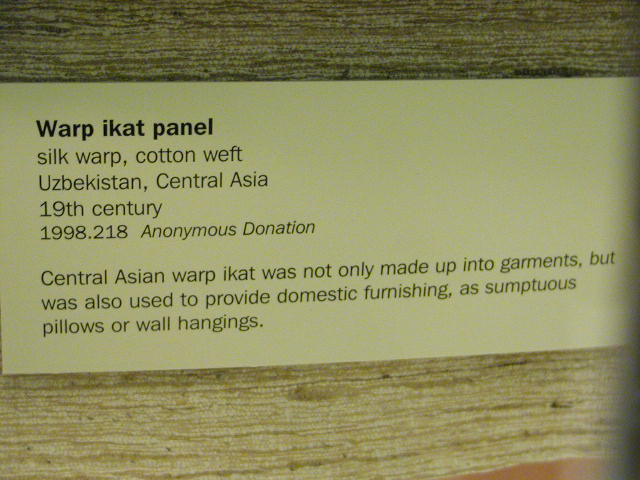 Warp ikat panel
silk warp, cotton weft
Uzbekistan, Central Asia
19th century
1998.218 Anonymous Donation
Central Asian warp ikat was not only made up into garments, but
was also used to provide domestic furnishing, as sumptuous
pillows or wall hangings.